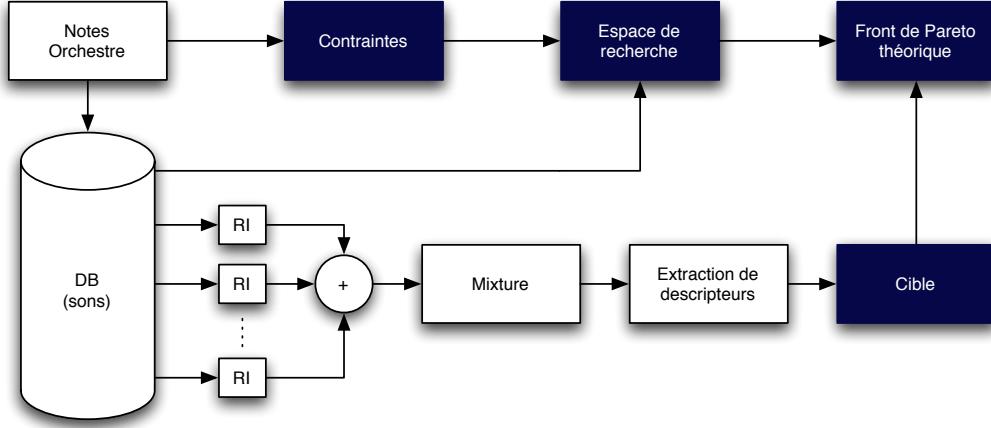 Notes
Orchestre
Contraintes
Espace de
recherche
Front de Pareto
théorique
DB
(sons)
RI
RI
RI
+
Mixture
Extraction de
descripteurs
Cible